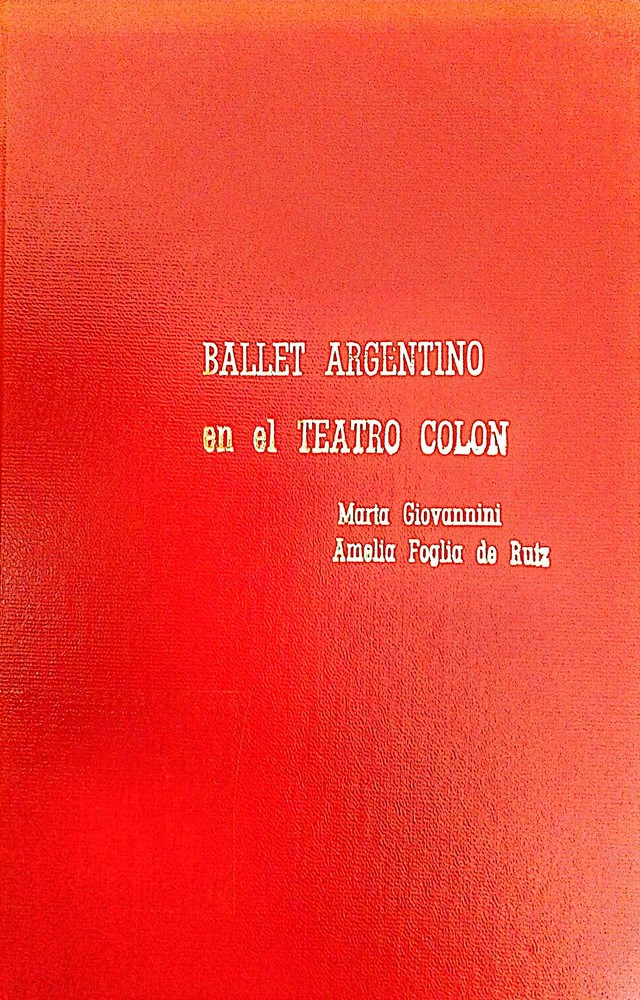 BALLET ARGENTINO
en el TEATRO COLON
Marta Giovannini
Amelia Foglia de Ruiz